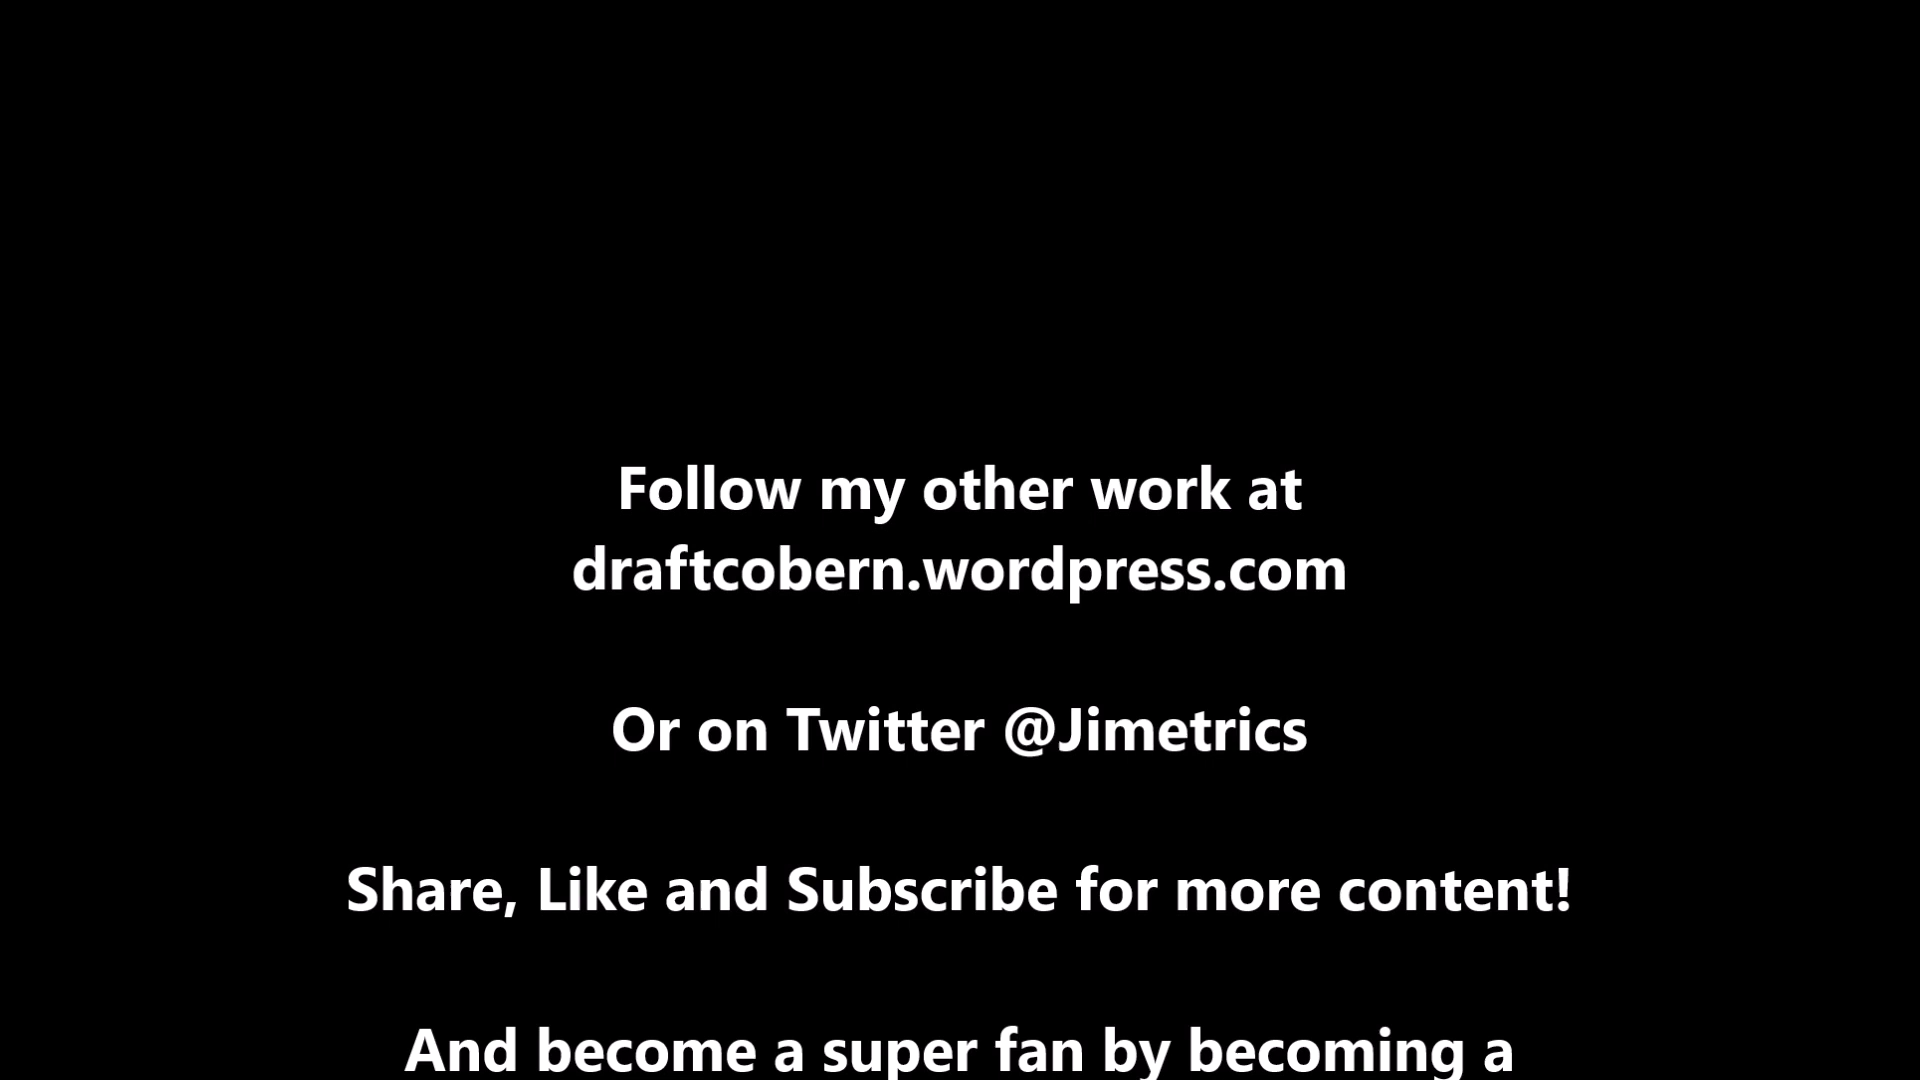 Follow my other work at
draftcobern.wordpress.com
Or on Twitter @Jimetrics
Share, Like and Subscribe for more content!
And become a super fan by becoming a